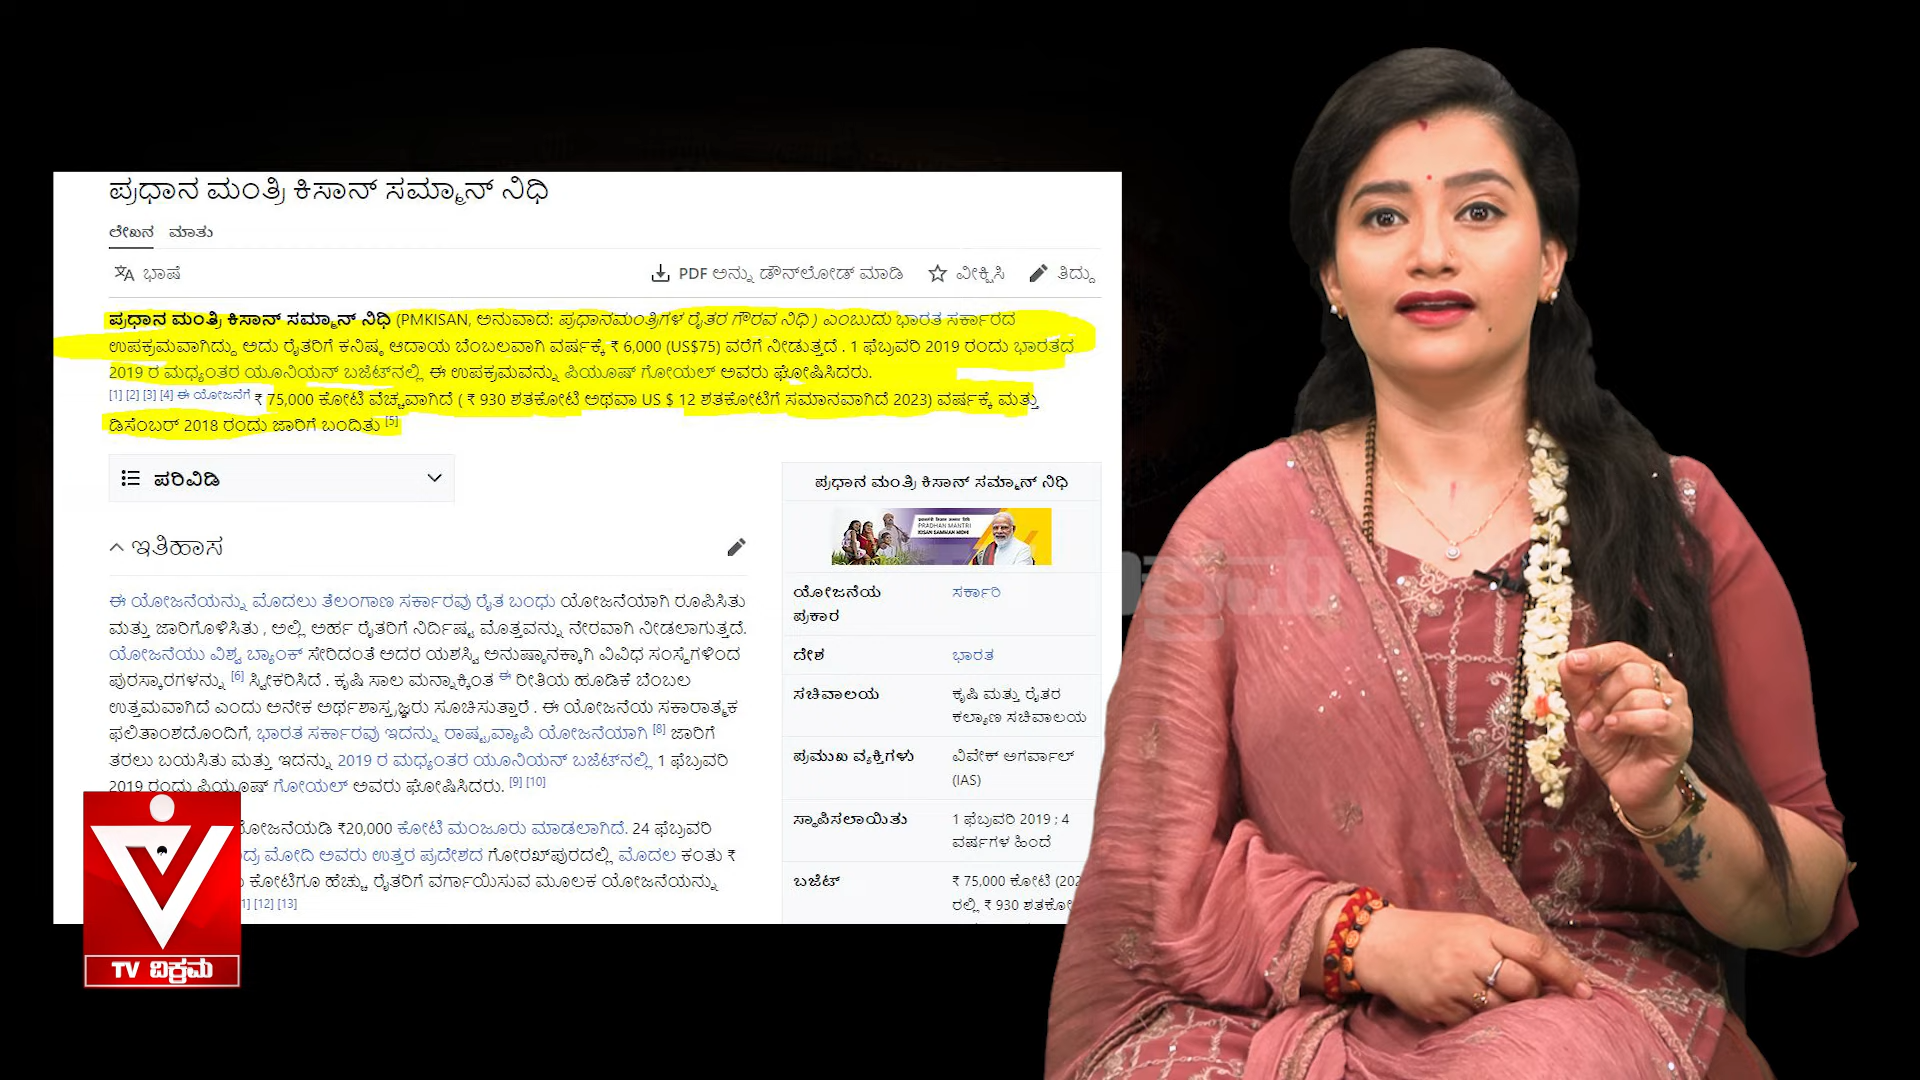 ಪ್ರಧಾನ ಮಂತ್ರಿ ಕಿಸಾನ್ ಸಮ್ಮಾನ್ ನಿಧಿ
ಲೇಖನ ಮಾತು
ಭಾಷೆ PDF ಅನ್ನು ಡೌನ್‌ಲೋಡ್ ಮಾಡಿ ವೀಕ್ಷಿಸಿ ತಿದ್ದು
ಪ್ರಧಾನ ಮಂತ್ರಿ ಕಿಸಾನ್ ಸಮ್ಮಾನ್ ನಿಧಿ (PMKISAN, ಅನುವಾದ: ಪ್ರಧಾನಮಂತ್ರಿಗಳ ರೈತರ ಗೌರವ ನಿಧಿ ) ಎಂಬುದು ಭಾರತ ಸರ್ಕಾರದ
ಉಪಕ್ರಮವಾಗಿದ್ದು ಅದು ರೈತರಿಗೆ ಕನಿಷ್ಠ ಆದಾಯ ಬೆಂಬಲವಾಗಿ ವರ್ಷಕ್ಕೆ ₹ 6,000 (US$75) ವರೆಗೆ ನೀಡುತ್ತದೆ . 1 ಫೆಬ್ರವರಿ 2019 ರಂದು ಭಾರತದ
2019 ರ ಮಧ್ಯಂತರ ಯೂನಿಯನ್ ಬಜೆಟ್‌ನಲ್ಲಿ ಈ ಉಪಕ್ರಮವನ್ನು ಪಿಯೂಷ್ ಗೋಯಲ್ ಅವರು ಘೋಷಿಸಿದರು.
[1] [2] [3] [4] ಈ ಯೋಜನೆಗೆ ₹ 75,000 ಕೋಟಿ ವೆಚ್ಚವಾಗಿದೆ ( ₹ 930 ಶತಕೋಟಿ ಅಥವಾ US $ 12 ಶತಕೋಟಿಗೆ ಸಮಾನವಾಗಿದೆ 2023) ವರ್ಷಕ್ಕೆ ಮತ್ತು
ಡಿಸೆಂಬರ್ 2018 ರಂದು ಜಾರಿಗೆ ಬಂದಿತು [5]
ಪರಿವಿಡಿ
ಇತಿಹಾಸ
ಈ ಯೋಜನೆಯನ್ನು ಮೊದಲು ತೆಲಂಗಾಣ ಸರ್ಕಾರವು ರೈತ ಬಂಧು ಯೋಜನೆಯಾಗಿ ರೂಪಿಸಿತು
ಮತ್ತು ಜಾರಿಗೊಳಿಸಿತು , ಅಲ್ಲಿ ಅರ್ಹ ರೈತರಿಗೆ ನಿರ್ದಿಷ್ಟ ಮೊತ್ತವನ್ನು ನೇರವಾಗಿ ನೀಡಲಾಗುತ್ತದೆ.
ಯೋಜನೆಯು ವಿಶ್ವ ಬ್ಯಾಂಕ್ ಸೇರಿದಂತೆ ಅದರ ಯಶಸ್ವಿ ಅನುಷ್ಠಾನಕ್ಕಾಗಿ ವಿವಿಧ ಸಂಸ್ಥೆಗಳಿಂದ
ಪುರಸ್ಕಾರಗಳನ್ನು [6] ಸ್ವೀಕರಿಸಿದೆ . ಕೃಷಿ ಸಾಲ ಮನ್ನಾಕ್ಕಿಂತ ಈ ರೀತಿಯ ಹೂಡಿಕೆ ಬೆಂಬಲ
ಉತ್ತಮವಾಗಿದೆ ಎಂದು ಅನೇಕ ಅರ್ಥಶಾಸ್ತ್ರಜ್ಞರು ಸೂಚಿಸುತ್ತಾರೆ . ಈ ಯೋಜನೆಯ ಸಕಾರಾತ್ಮಕ
ಫಲಿತಾಂಶದೊಂದಿಗೆ, ಭಾರತ ಸರ್ಕಾರವು ಇದನ್ನು ರಾಷ್ಟ್ರವ್ಯಾಪಿ ಯೋಜನೆಯಾಗಿ [8] ಜಾರಿಗೆ
ತರಲು ಬಯಸಿತು ಮತ್ತು ಇದನ್ನು 2019 ರ ಮಧ್ಯಂತರ ಯೂನಿಯನ್ ಬಜೆಟ್‌ನಲ್ಲಿ 1 ಫೆಬ್ರವರಿ
2019 ರಂದು ಪಿಯೂಷ್ ಗೋಯಲ್ ಅವರು ಘೋಷಿಸಿದರು. [9] [10]
₹20,000 ಕೋಟಿ ಮಂಜೂರು ಮಾಡಲಾಗಿದೆ. 24 ಫೆಬ್ರವರಿ
ಮೋದಿ ಅವರು ಉತ್ತರ ಪ್ರದೇಶದ ಗೋರಖ್‌ಪುರದಲ್ಲಿ ಮೊದಲ ಕಂತು ₹
ಕೋಟಿಗೂ ಹೆಚ್ಚು ರೈತರಿಗೆ ವರ್ಗಾಯಿಸುವ ಮೂಲಕ ಯೋಜನೆಯನ್ನು
[12] [13]
ಪ್ರಧಾನ ಮಂತ್ರಿ ಕಿಸಾನ್ ಸಮ್ಮಾನ್ ನಿಧಿ
PRADHAN MANTRI
KISAN SAMMAN NIDHI
ಯೋಜನೆಯ ಪ್ರಕಾರ ಸರ್ಕಾರಿ
ದೇಶ ಭಾರತ
ಸಚಿವಾಲಯ ಕೃಷಿ ಮತ್ತು ರೈತರ
ಕಲ್ಯಾಣ ಸಚಿವಾಲಯ
ಪ್ರಮುಖ ವ್ಯಕ್ತಿಗಳು ವಿವೇಕ್ ಅಗರ್ವಾಲ್
(IAS)
ಸ್ಥಾಪಿಸಲಾಯಿತು 1 ಫೆಬ್ರವರಿ 2019 ; 4
ವರ್ಷಗಳ ಹಿಂದೆ
ಬಜೆಟ್ ₹ 75,000 ಕೋಟಿ
ರಲ್ಲಿ ₹ 930
TV ವಿಕ್ರಮ